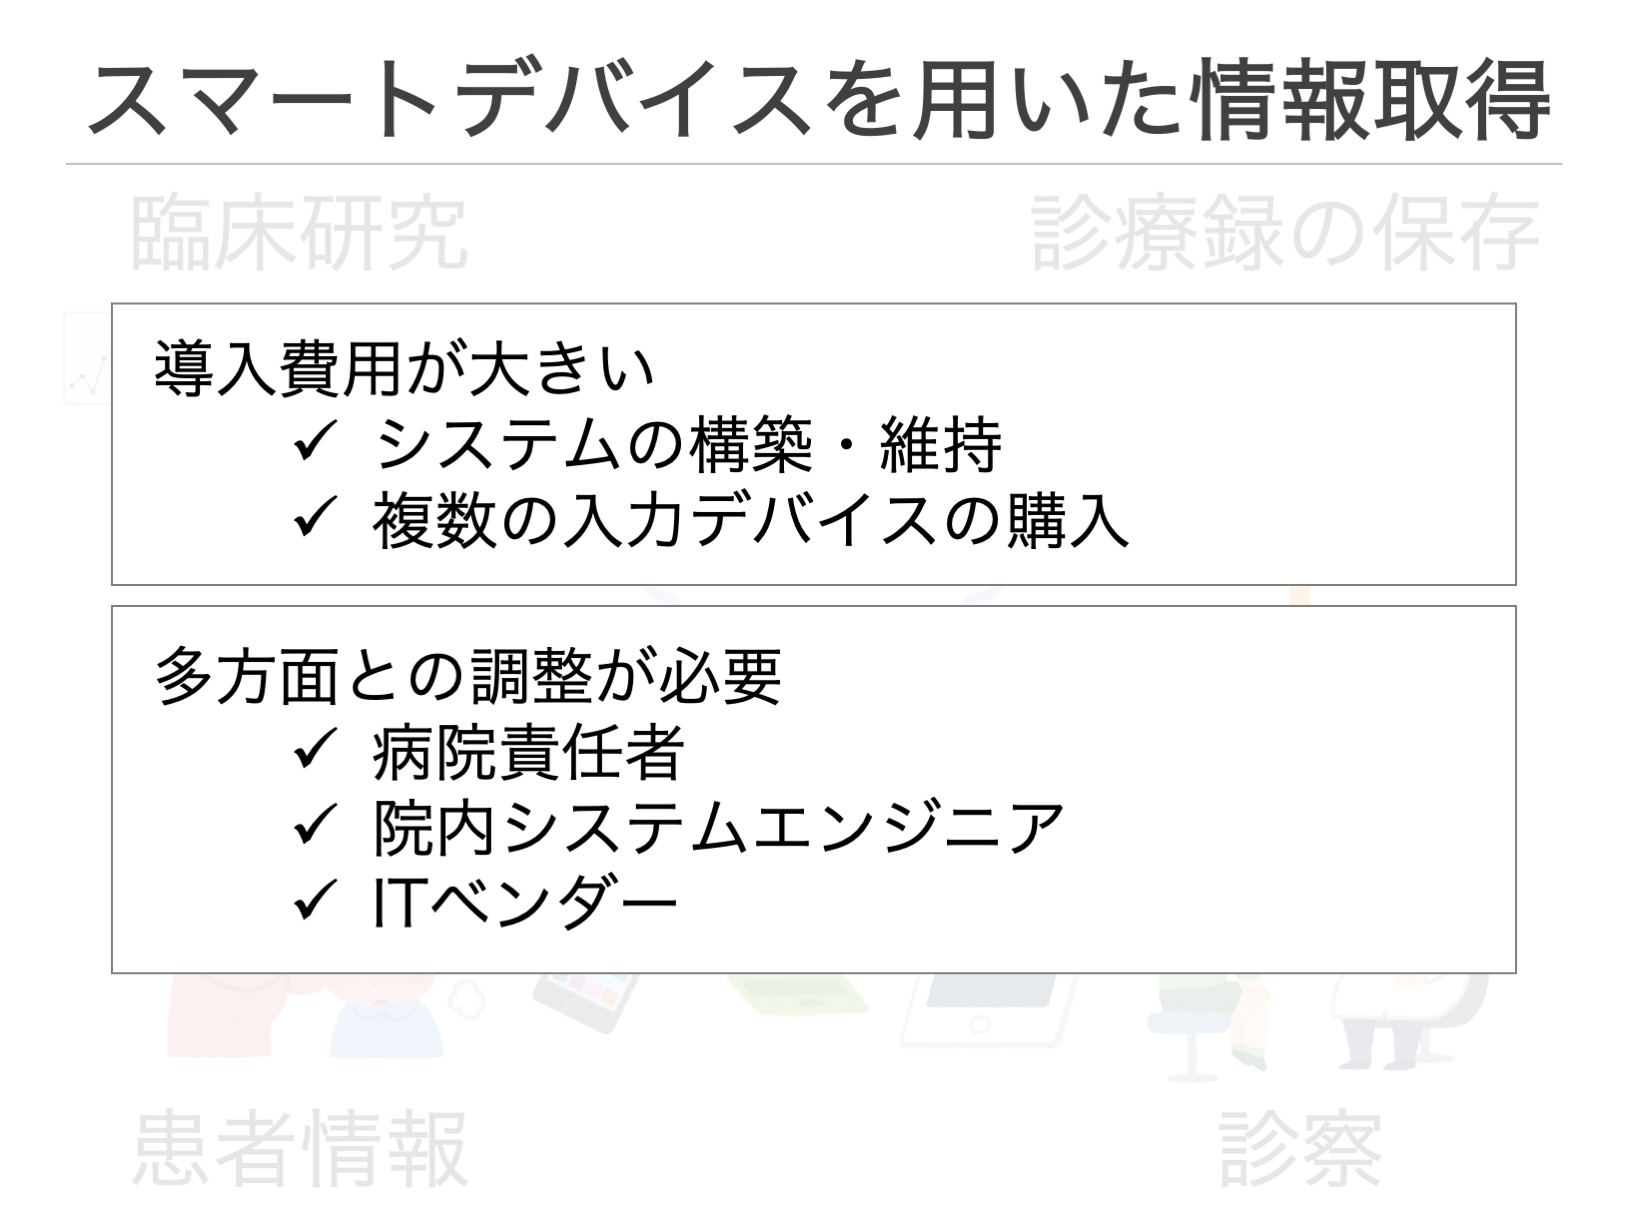 スマートデバイスを用いた情報取得
臨床研究
診療録の保存
導入費用が大きい
✓ システムの構築・維持
✓ 複数の入力デバイスの購入
多方面との調整が必要
✓ 病院責任者
✓ 院内システムエンジニア
✓ ITベンダー
患者情報
診察